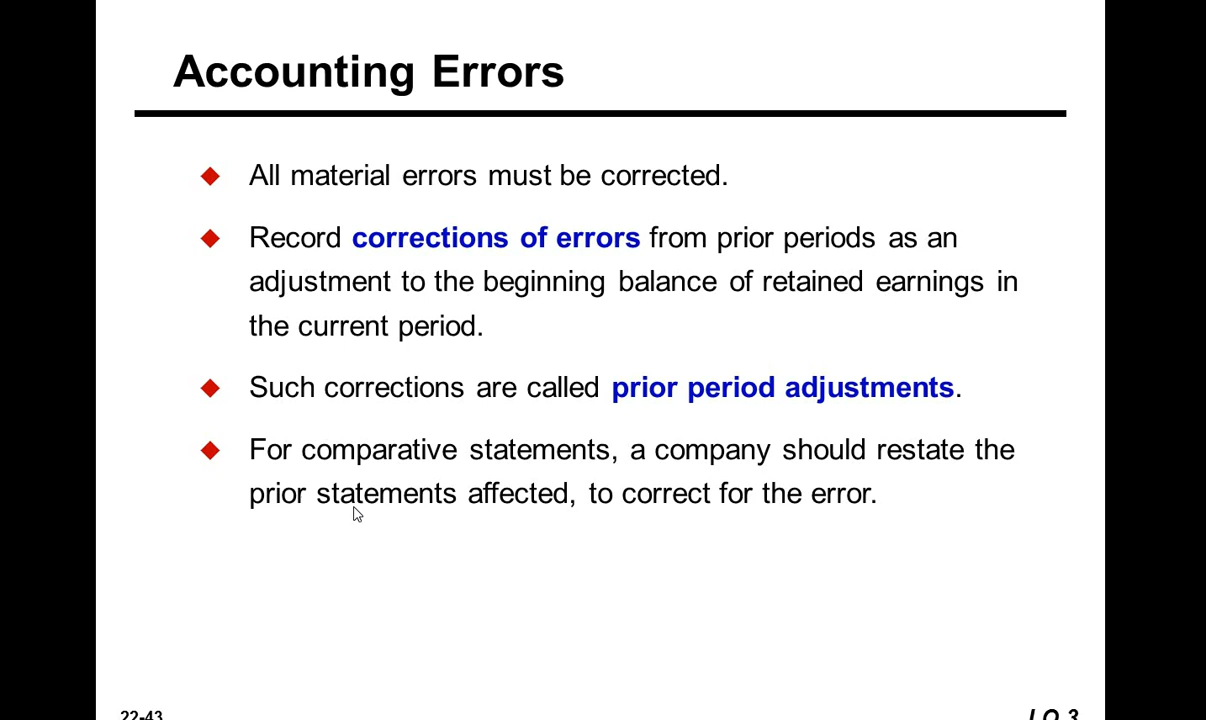 Accounting Errors
All material errors must be corrected.
Record corrections of errors from prior periods as an
adjustment to the beginning balance of retained earnings in
the current period.
Such corrections are called prior period adjustments.
For comparative statements, a company should restate the
prior statements affected, to correct for the error.
22-43
LO 3